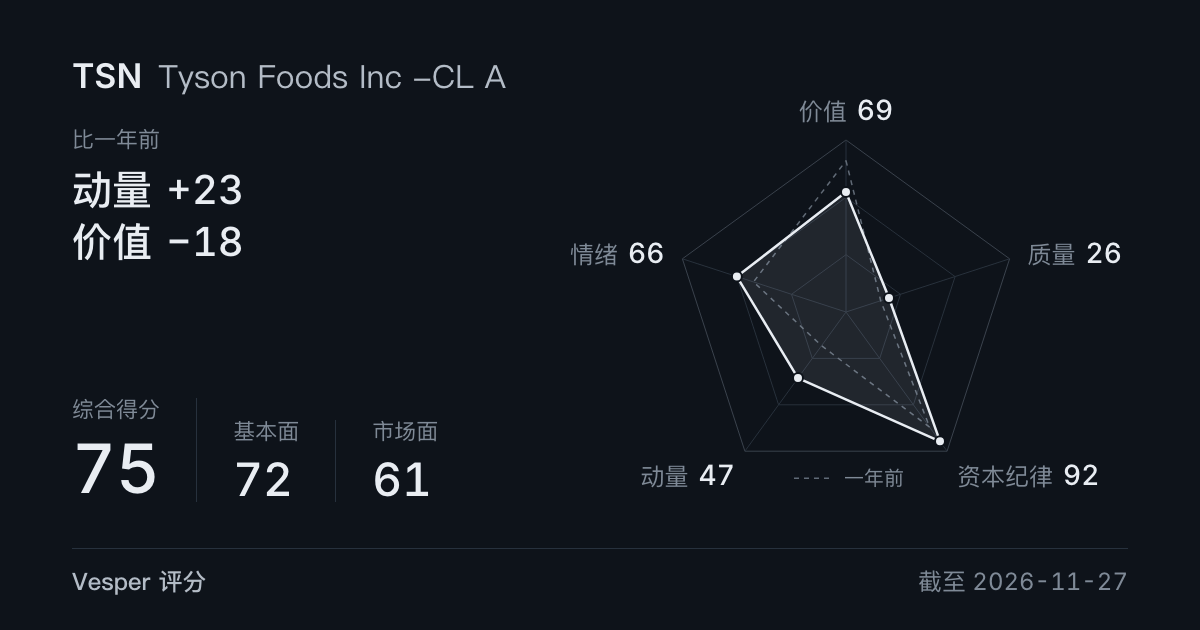 TSN Tyson Foods Inc –CL A
比一年前
动量 +23
价值 −18
价值 69
情绪 66
质量 26
动量 47
---- 一年前
资本纪律 92
综合得分
75
基本面
72
市场面
61
Vesper 评分
截至 2026-11-27